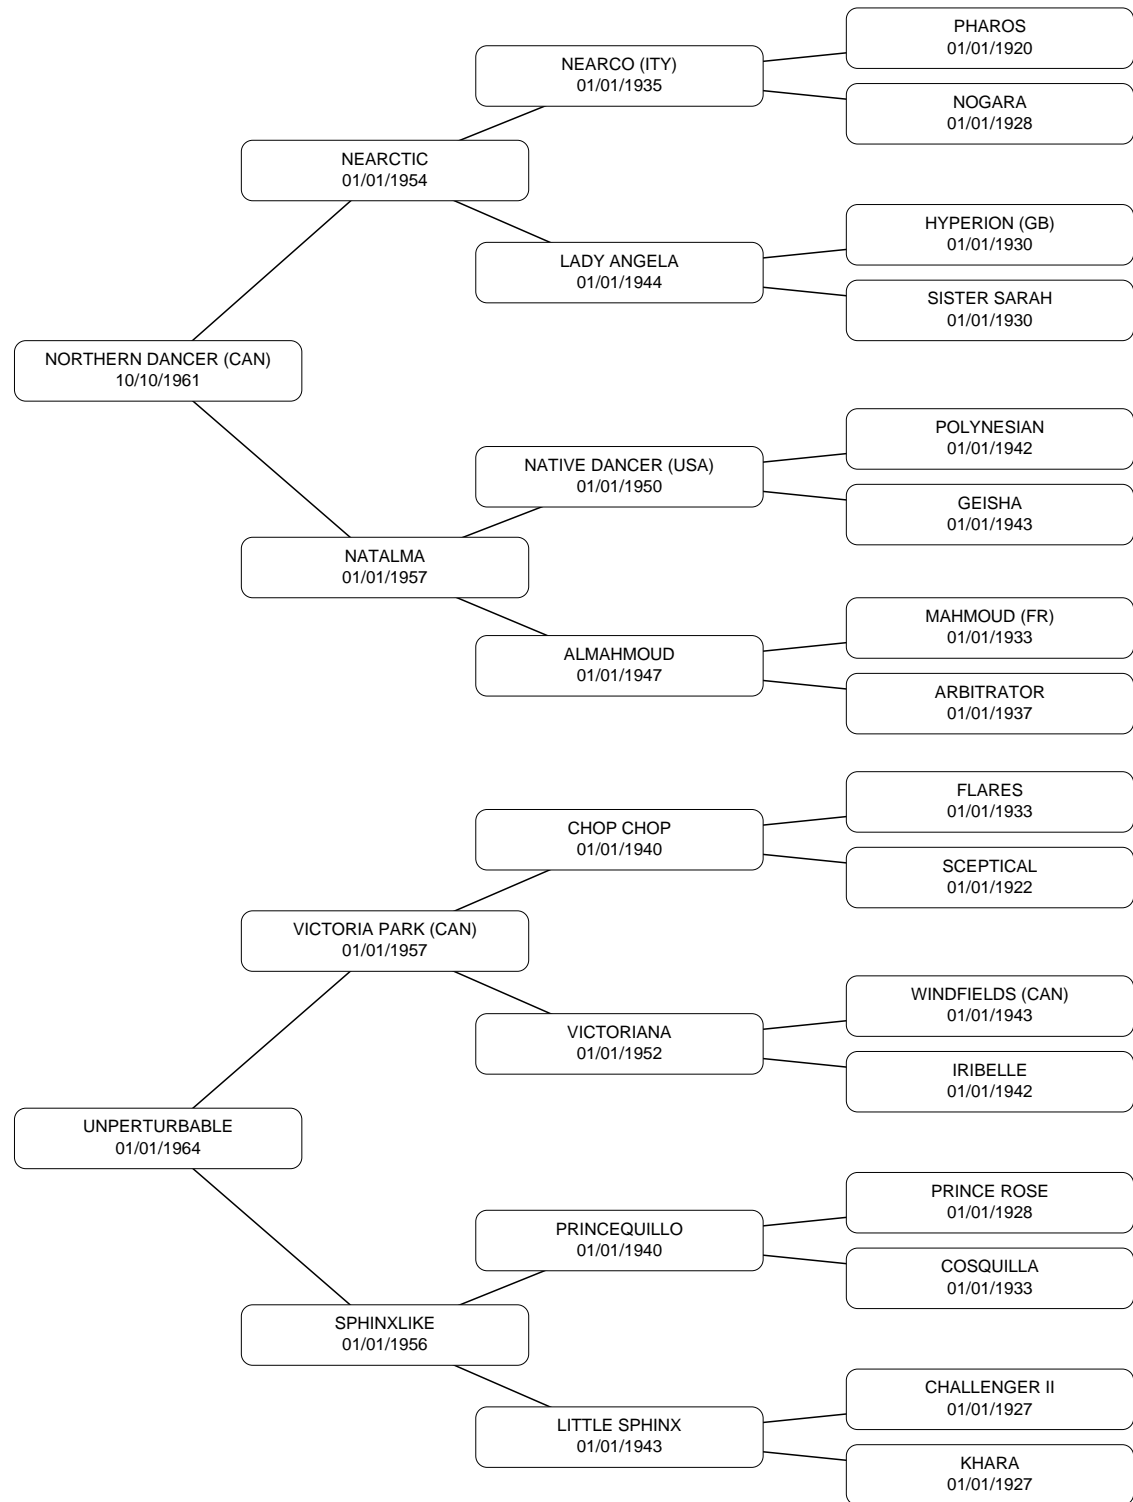 PHAROS
01/01/1920
NEARCO (ITY)
01/01/1935
NOGARA
01/01/1928
NEARCTIC
01/01/1954
HYPERION (GB)
01/01/1930
LADY ANGELA
01/01/1944
SISTER SARAH
01/01/1930
NORTHERN DANCER (CAN)
10/10/1961
POLYNESIAN
01/01/1942
NATIVE DANCER (USA)
01/01/1950
GEISHA
01/01/1943
NATALMA
01/01/1957
MAHMOUD (FR)
01/01/1933
ALMAHMOUD
01/01/1947
ARBITRATOR
01/01/1937
FLARES
01/01/1933
CHOP CHOP
01/01/1940
SCEPTICAL
01/01/1922
VICTORIA PARK (CAN)
01/01/1957
WINDFIELDS (CAN)
01/01/1943
VICTORIANA
01/01/1952
IRIBELLE
01/01/1942
UNPERTURBABLE
01/01/1964
PRINCE ROSE
01/01/1928
PRINCEQUILLO
01/01/1940
COSQUILLA
01/01/1933
SPHINXLIKE
01/01/1956
CHALLENGER II
01/01/1927
LITTLE SPHINX
01/01/1943
KHARA
01/01/1927